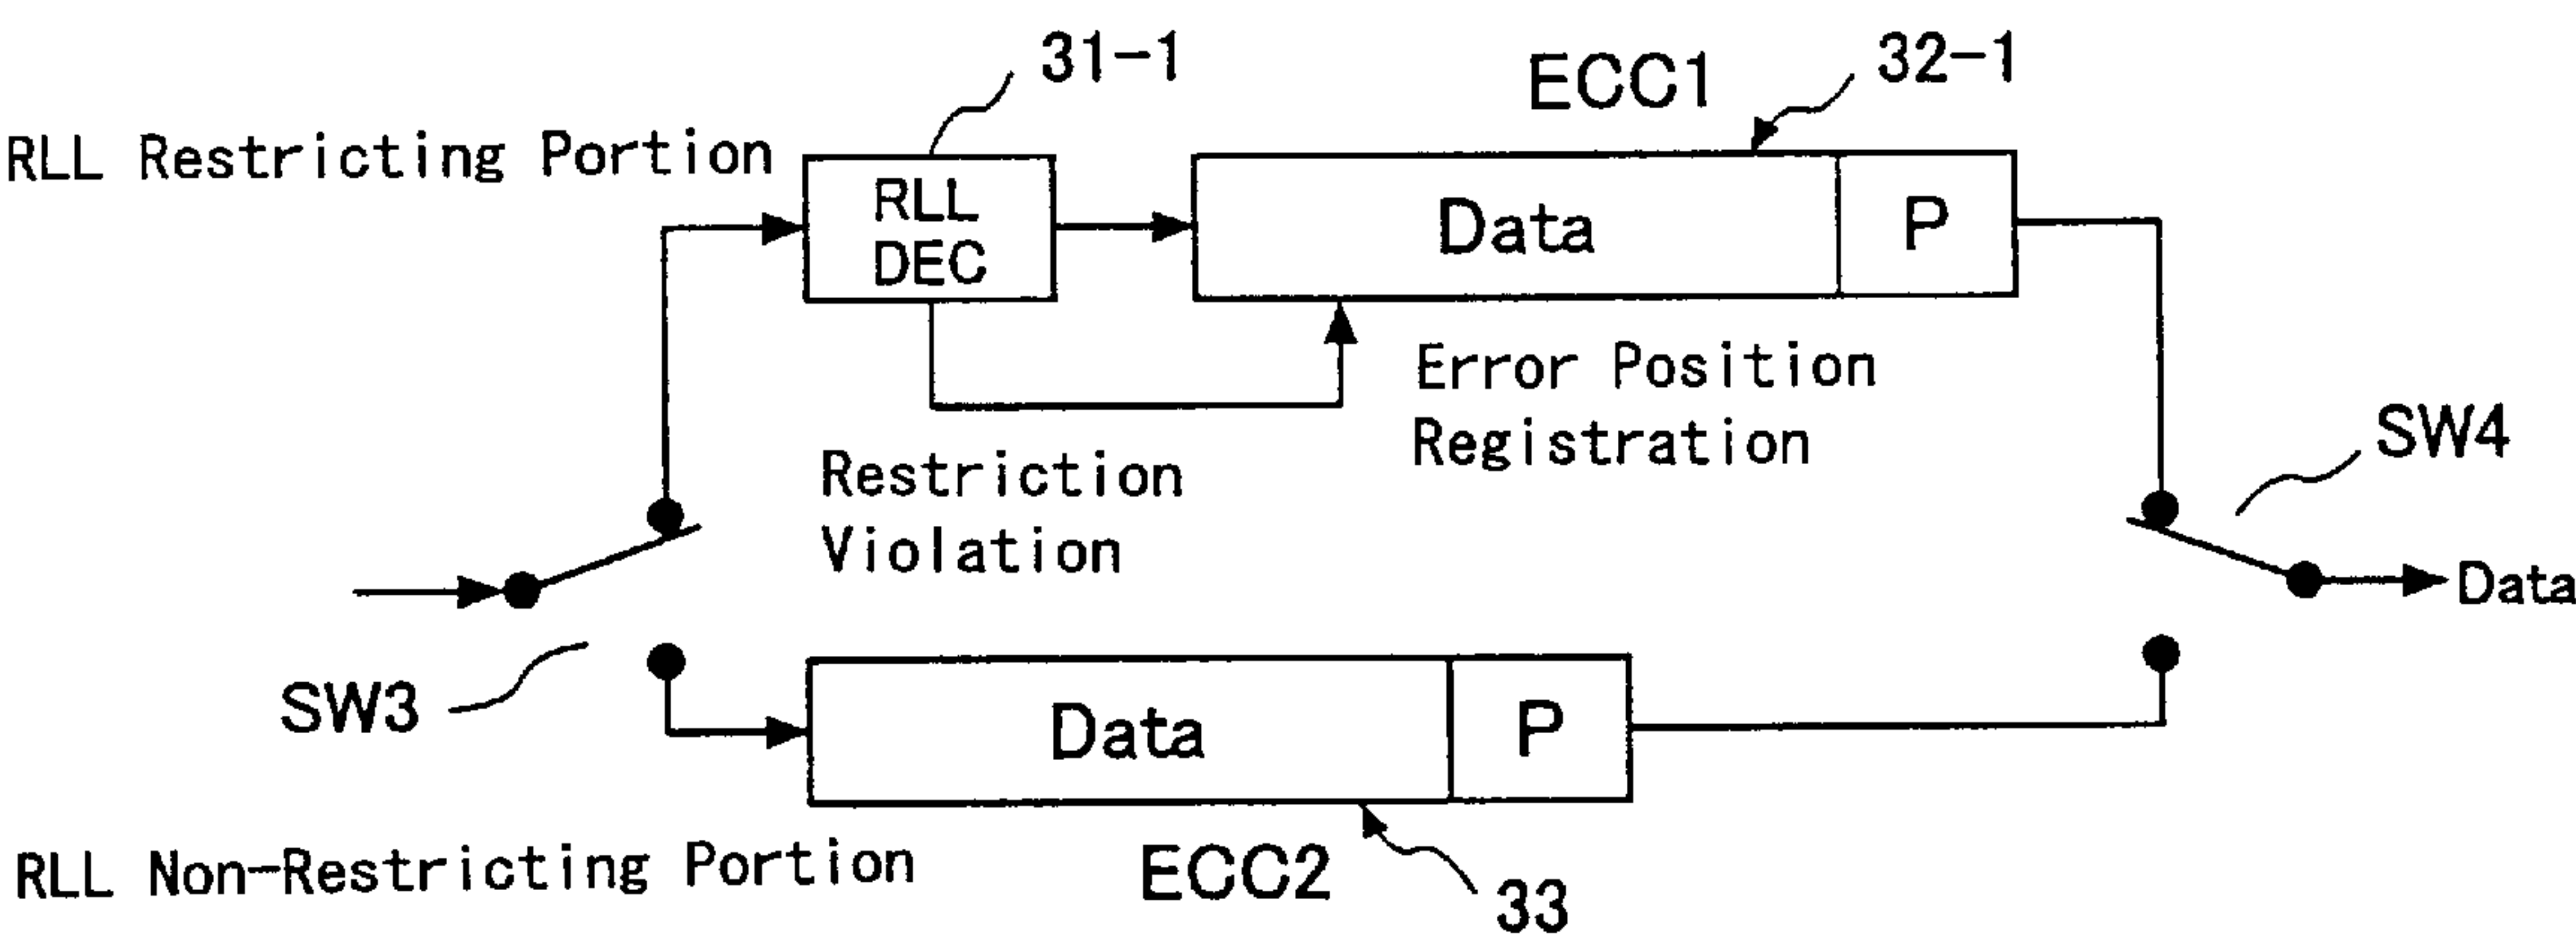 31-1
ECC1
32-1
RLL Restricting Portion
RLL
DEC
Data
P
Error Position
Registration
Restriction
Violation
SW4
Data
SW3
Data
P
RLL Non-Restricting Portion
ECC2
33